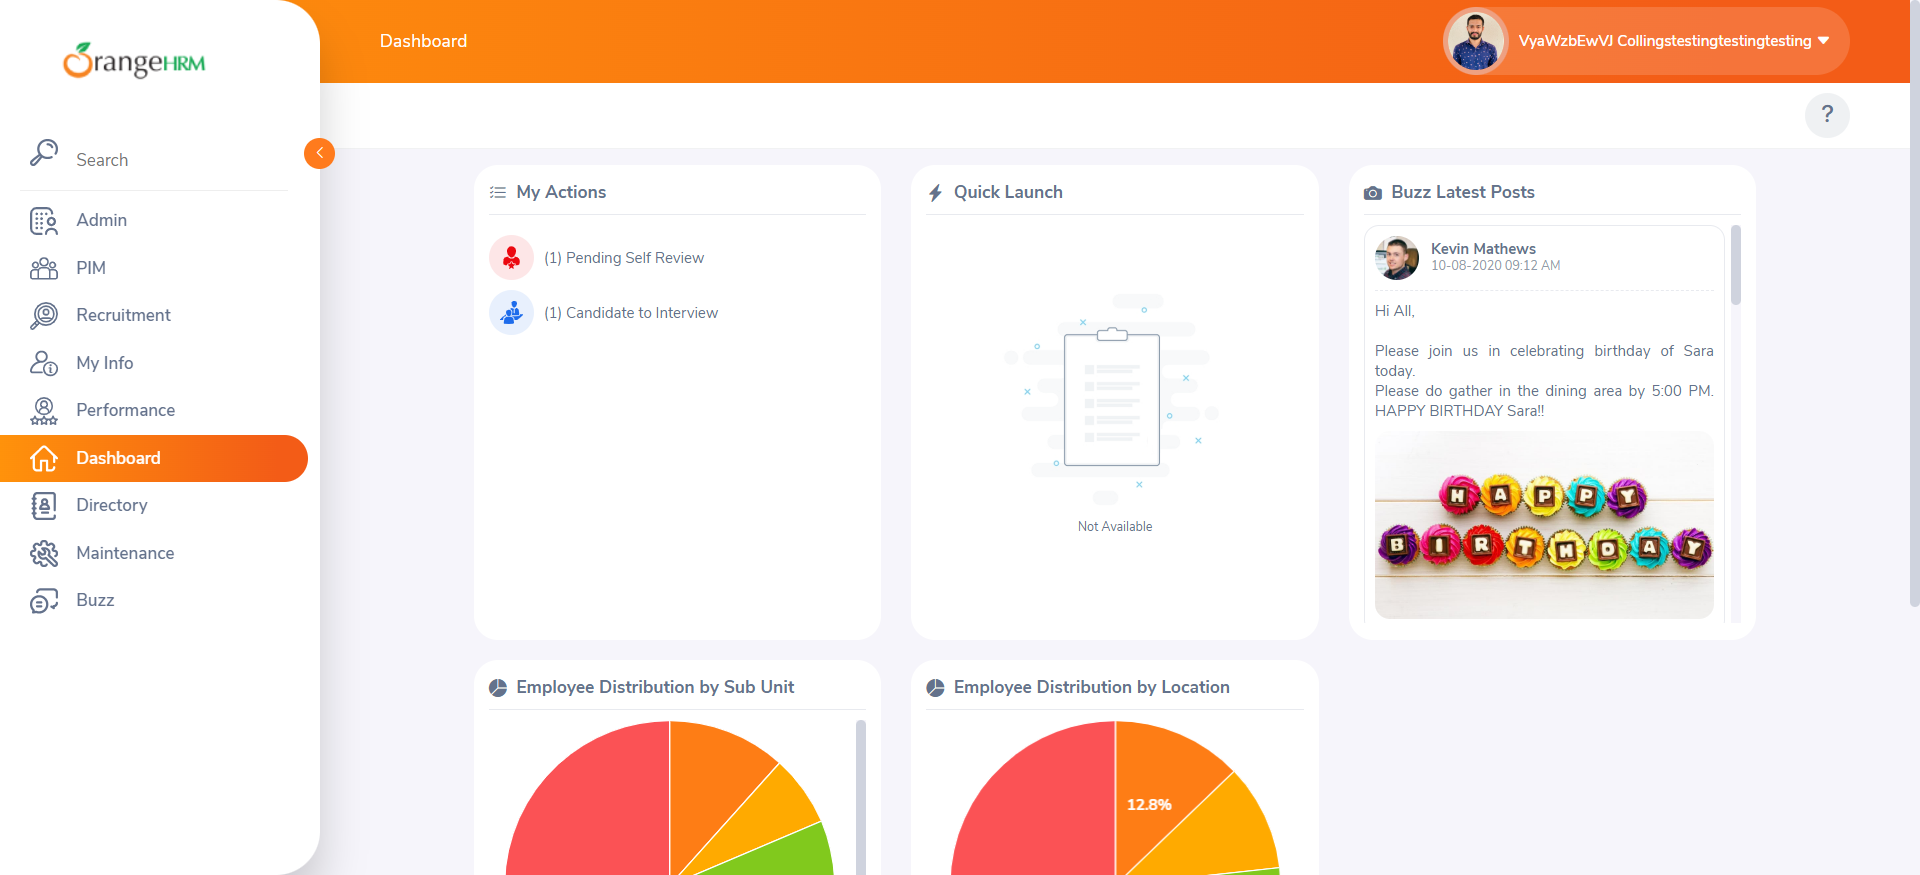 OrangeHRM
Dashboard
VyaWzbEwVJ Collingstestingtestingtesting
?
Search
Admin
PIM
Recruitment
My Info
Performance
Dashboard
Directory
Maintenance
Buzz
My Actions
(1) Pending Self Review
(1) Candidate to Interview
Quick Launch
Not Available
Buzz Latest Posts
Kevin Mathews
10-08-2020 09:12 AM
Hi All,
Please join us in celebrating birthday of Sara
today.
Please do gather in the dining area by 5:00 PM.
HAPPY BIRTHDAY Sara!!
HAPPY
BIRTHDAY
Employee Distribution by Sub Unit
Employee Distribution by Location
12.8%